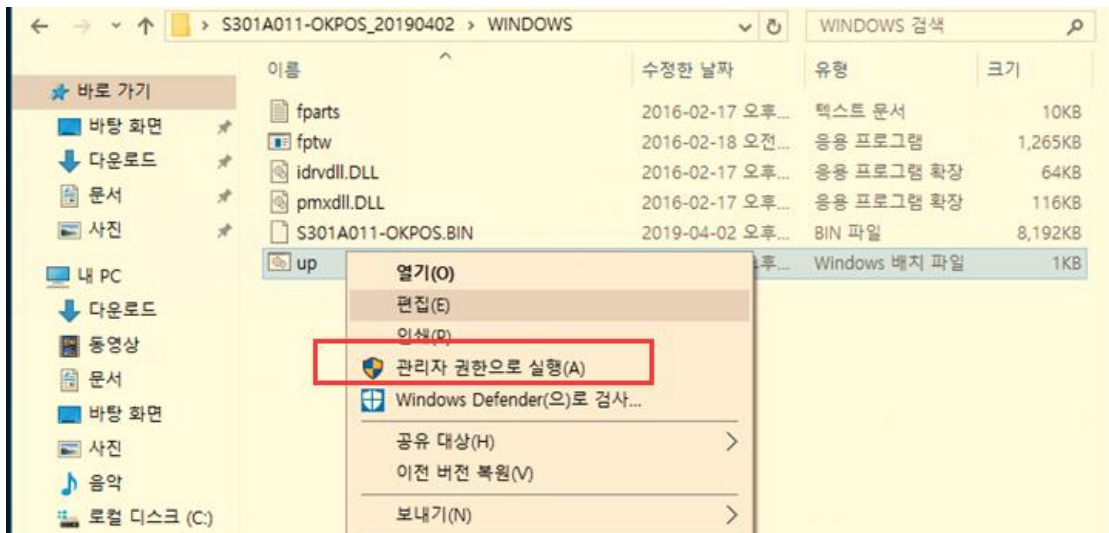 S301A011-OKPOS_20190402 > WINDOWS
WINDOWS 검색
이름 수정한 날짜 유형 크기
바로 가기
바탕 화면
다운로드
문서
사진
내 PC
다운로드
동영상
문서
바탕 화면
사진
음악
로컬 디스크 (C:)
fparts 2016-02-17 오후... 텍스트 문서 10KB
fptw 2016-02-18 오전... 응용 프로그램 1,265KB
idrvdll.DLL 2016-02-17 오후... 응용 프로그램 확장 64KB
pmxdll.DLL 2016-02-17 오후... 응용 프로그램 확장 116KB
S301A011-OKPOS.BIN 2019-04-02 오후... BIN 파일 8,192KB
up 오후... Windows 배치 파일 1KB
열기(O)
편집(E)
인쇄(P)
관리자 권한으로 실행(A)
Windows Defender(으)로 검사...
공유 대상(H)
이전 버전 복원(V)
보내기(N)